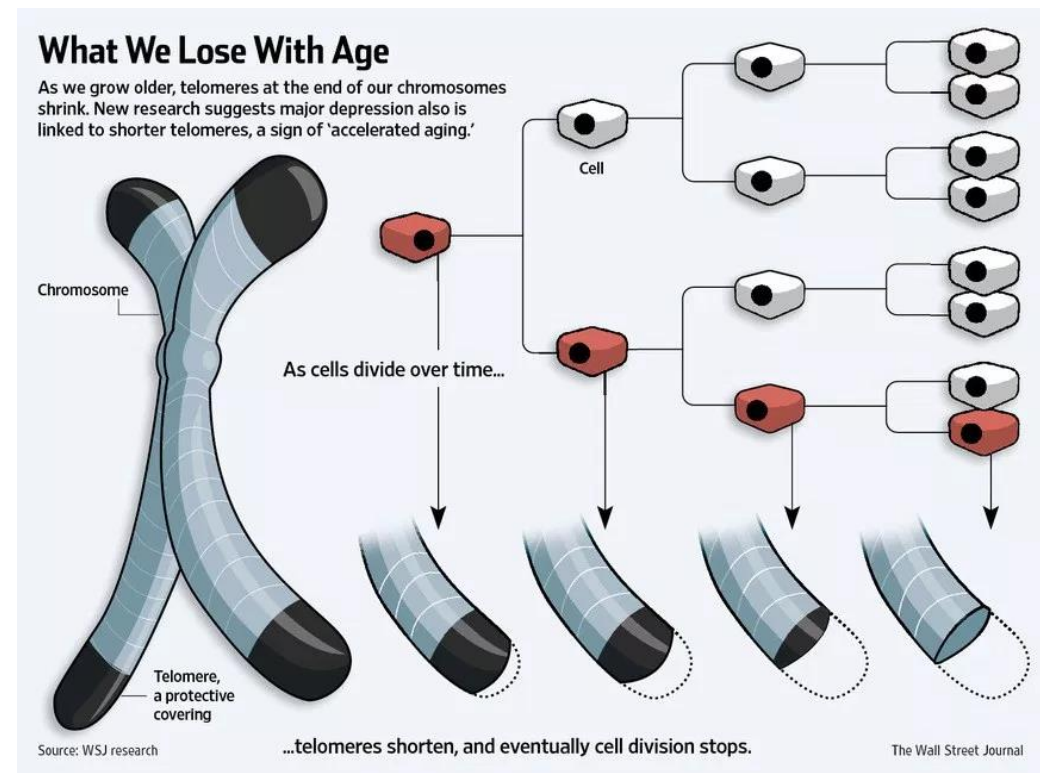 What We Lose With Age
As we grow older, telomeres at the end of our chromosomes
shrink. New research suggests major depression also is
linked to shorter telomeres, a sign of ‘accelerated aging.’
Cell
Chromosome
As cells divide over time...
Telomere,
a protective
covering
...telomeres shorten, and eventually cell division stops.
Source: WSJ research
The Wall Street Journal